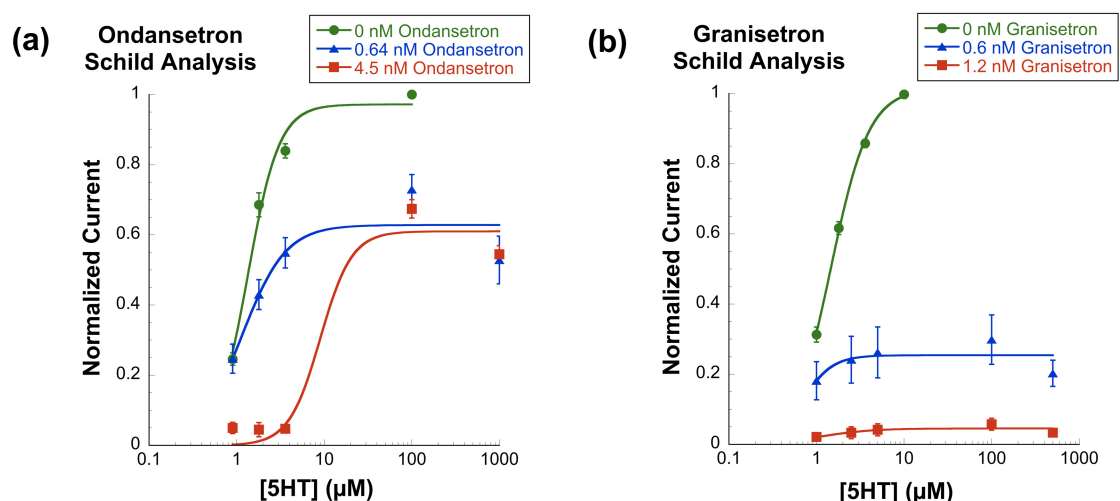 (a)
Ondansetron
Schild Analysis
0 nM Ondansetron
0.64 nM Ondansetron
4.5 nM Ondansetron
Normalized Current
1
0.8
0.6
0.4
0.2
0
0.1
1
10
100
1000
[5HT] (µM)
(b)
Granisetron
Schild Analysis
0 nM Granisetron
0.6 nM Granisetron
1.2 nM Granisetron
Normalized Current
1
0.8
0.6
0.4
0.2
0
0.1
1
10
100
1000
[5HT] (µM)